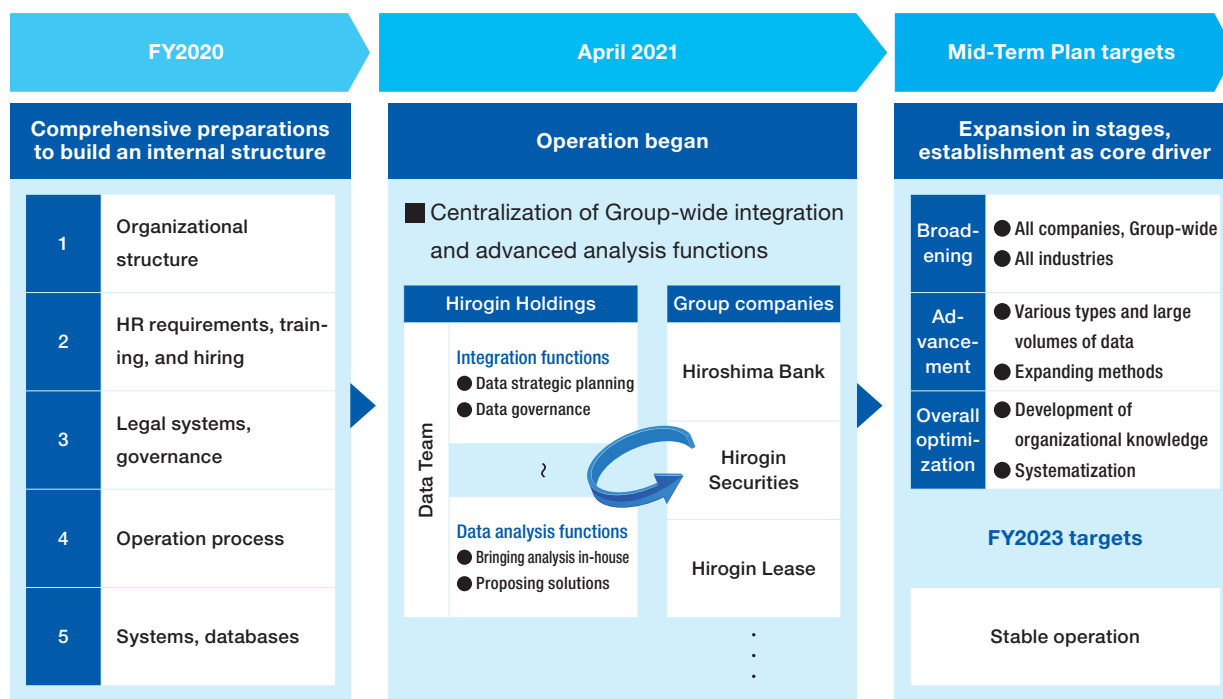 FY2020
Comprehensive preparations
to build an internal structure
1
Organizational
structure
2
HR requirements, train-
ing, and hiring
3
Legal systems,
governance
4
Operation process
5
Systems, databases
April 2021
Operation began
■ Centralization of Group-wide integration
and advanced analysis functions
Hirogin Holdings
Data Team
Integration functions
● Data strategic planning
● Data governance
~
Data analysis functions
● Bringing analysis in-house
● Proposing solutions
Group companies
Hiroshima Bank
Hirogin
Securities
Hirogin Lease
.
.
.
Mid-Term Plan targets
Expansion in stages,
establishment as core driver
Broad-
ening
● All companies, Group-wide
● All industries
Ad-
vance-
ment
● Various types and large
volumes of data
● Expanding methods
Overall
optimi-
zation
● Development of
organizational knowledge
● Systematization
FY2023 targets
Stable operation